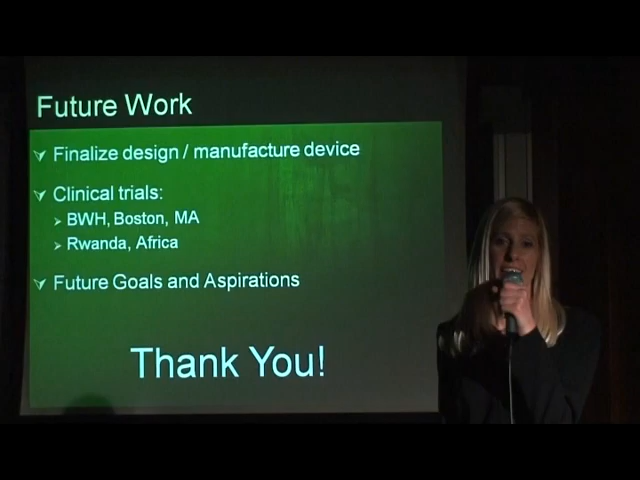 Future Work
Finalize design / manufacture device
Clinical trials:
BWH, Boston, MA
Rwanda, Africa
Future Goals and Aspirations
Thank You!